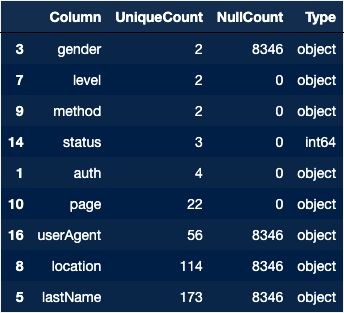 Column UniqueCount NullCount Type
3 gender 2 8346 object
7 level 2 0 object
9 method 2 0 object
14 status 3 0 int64
1 auth 4 0 object
10 page 22 0 object
16 userAgent 56 8346 object
8 location 114 8346 object
5 lastName 173 8346 object